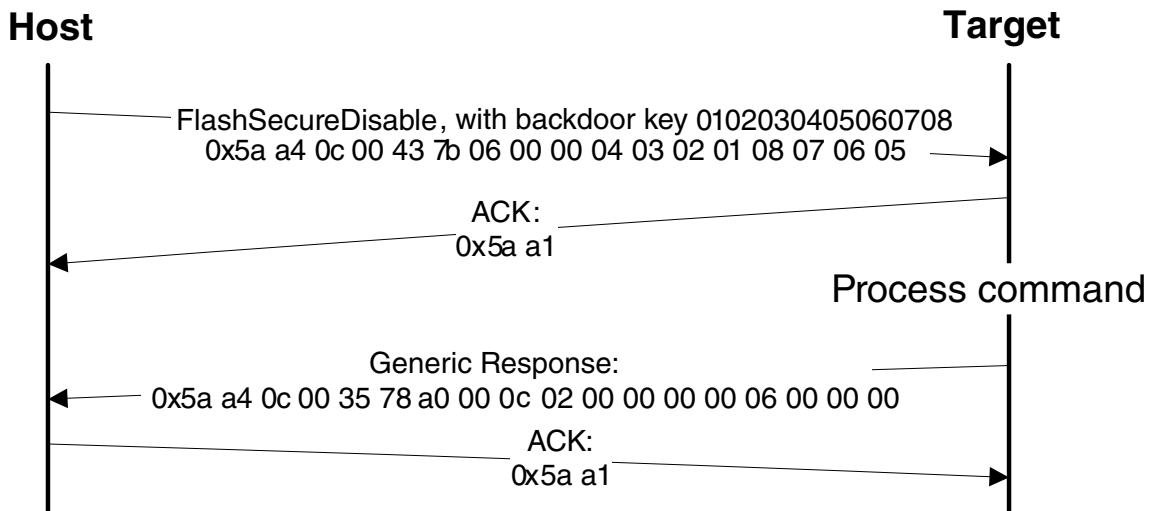 Host
Target
FlashSecureDisable, with backdoor key 0102030405060708
0x5a a4 0c 00 43 7b 06 00 00 04 03 02 01 08 07 06 05
ACK:
0x5a a1
Process command
Generic Response:
0x5a a4 0c 00 35 78 a0 00 0c 02 00 00 00 00 06 00 00 00
ACK:
0x5a a1